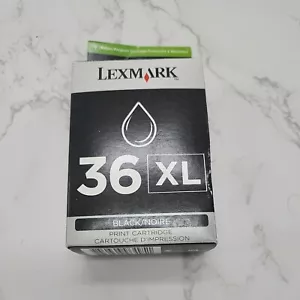 LEXMARK
36 XL
BLACK/NOIRE
PRINT CARTRIDGE
CARTOUCHE D'IMPRESSION